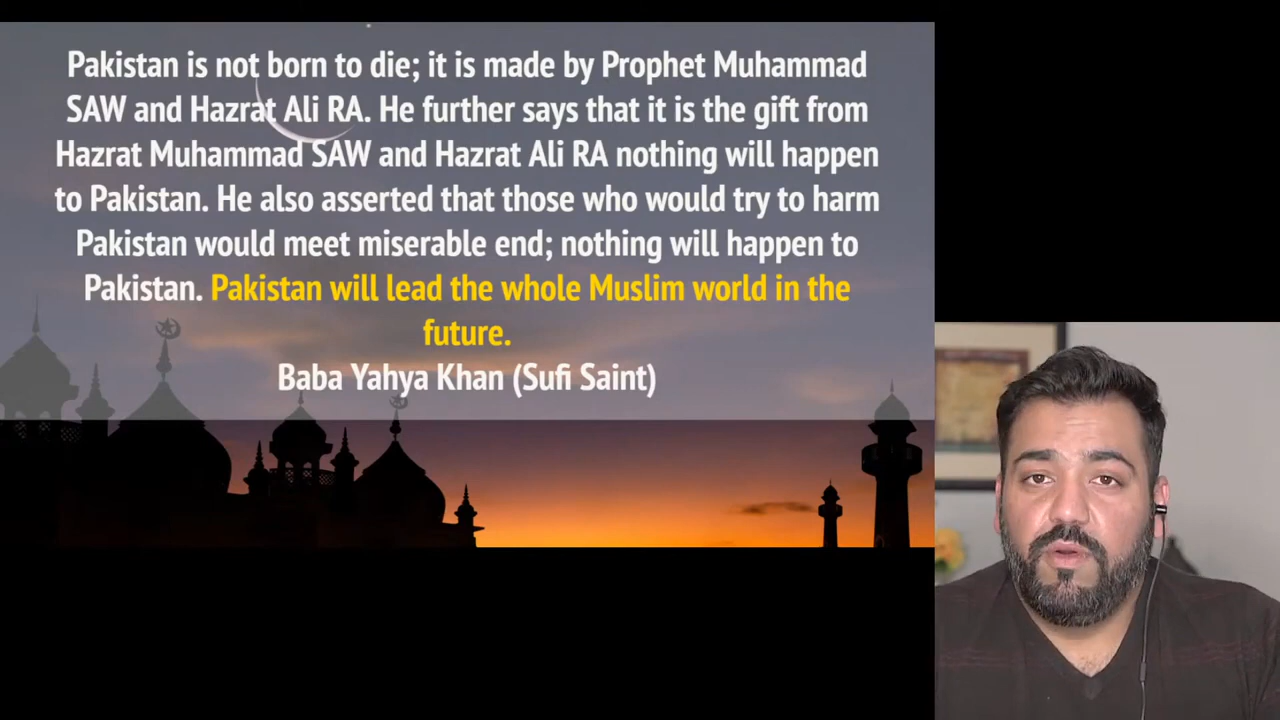 Pakistan is not born to die; it is made by Prophet Muhammad
SAW and Hazrat Ali RA. He further says that it is the gift from
Hazrat Muhammad SAW and Hazrat Ali RA nothing will happen
to Pakistan. He also asserted that those who would try to harm
Pakistan would meet miserable end; nothing will happen to
Pakistan. Pakistan will lead the whole Muslim world in the
future.
Baba Yahya Khan (Sufi Saint)